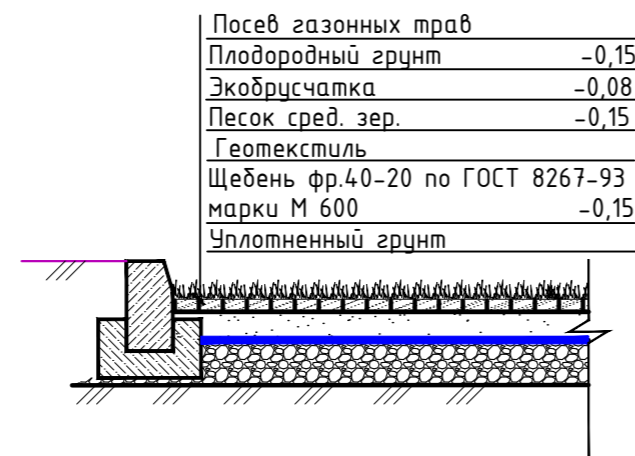 Посев газонных трав
Плодородный грунт -0,15
Экобрусчатка -0,08
Песок сред. зер. -0,15
Геотекстиль
Щебень фр.40-20 по ГОСТ 8267-93
марки М 600 -0,15
Уплотненный грунт